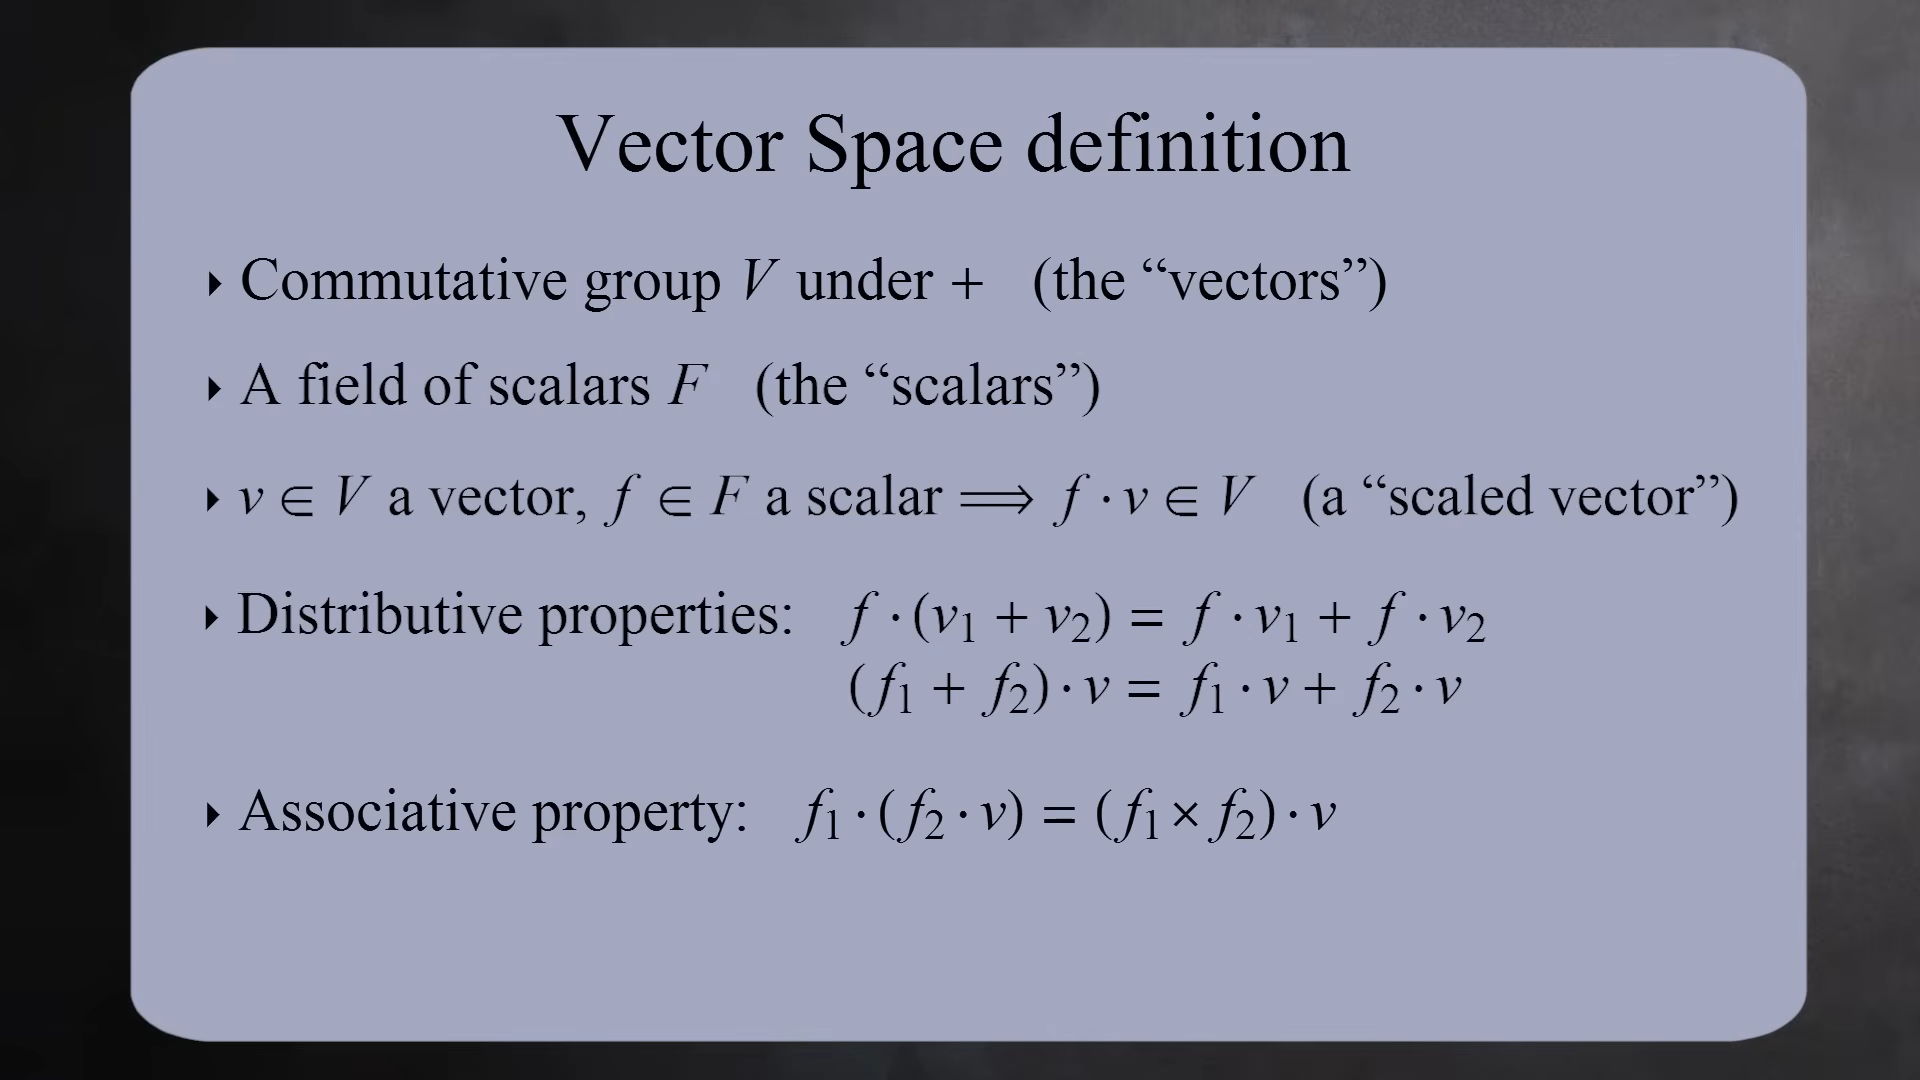 Vector Space definition
‣ Commutative group V under + (the “vectors”)
‣ A field of scalars F (the “scalars”)
‣ v ∈ V a vector, f ∈ F a scalar ⟹ f · v ∈ V (a “scaled vector”)
‣ Distributive properties: f · (v₁ + v₂) = f · v₁ + f · v₂
(f₁ + f₂) · v = f₁ · v + f₂ · v
‣ Associative property: f₁ · (f₂ · v) = (f₁ × f₂) · v